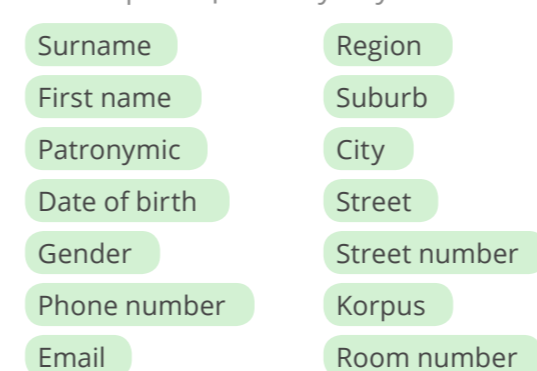 Surname
First name
Patronymic
Date of birth
Gender
Phone number
Email
Region
Suburb
City
Street
Street number
Korpus
Room number